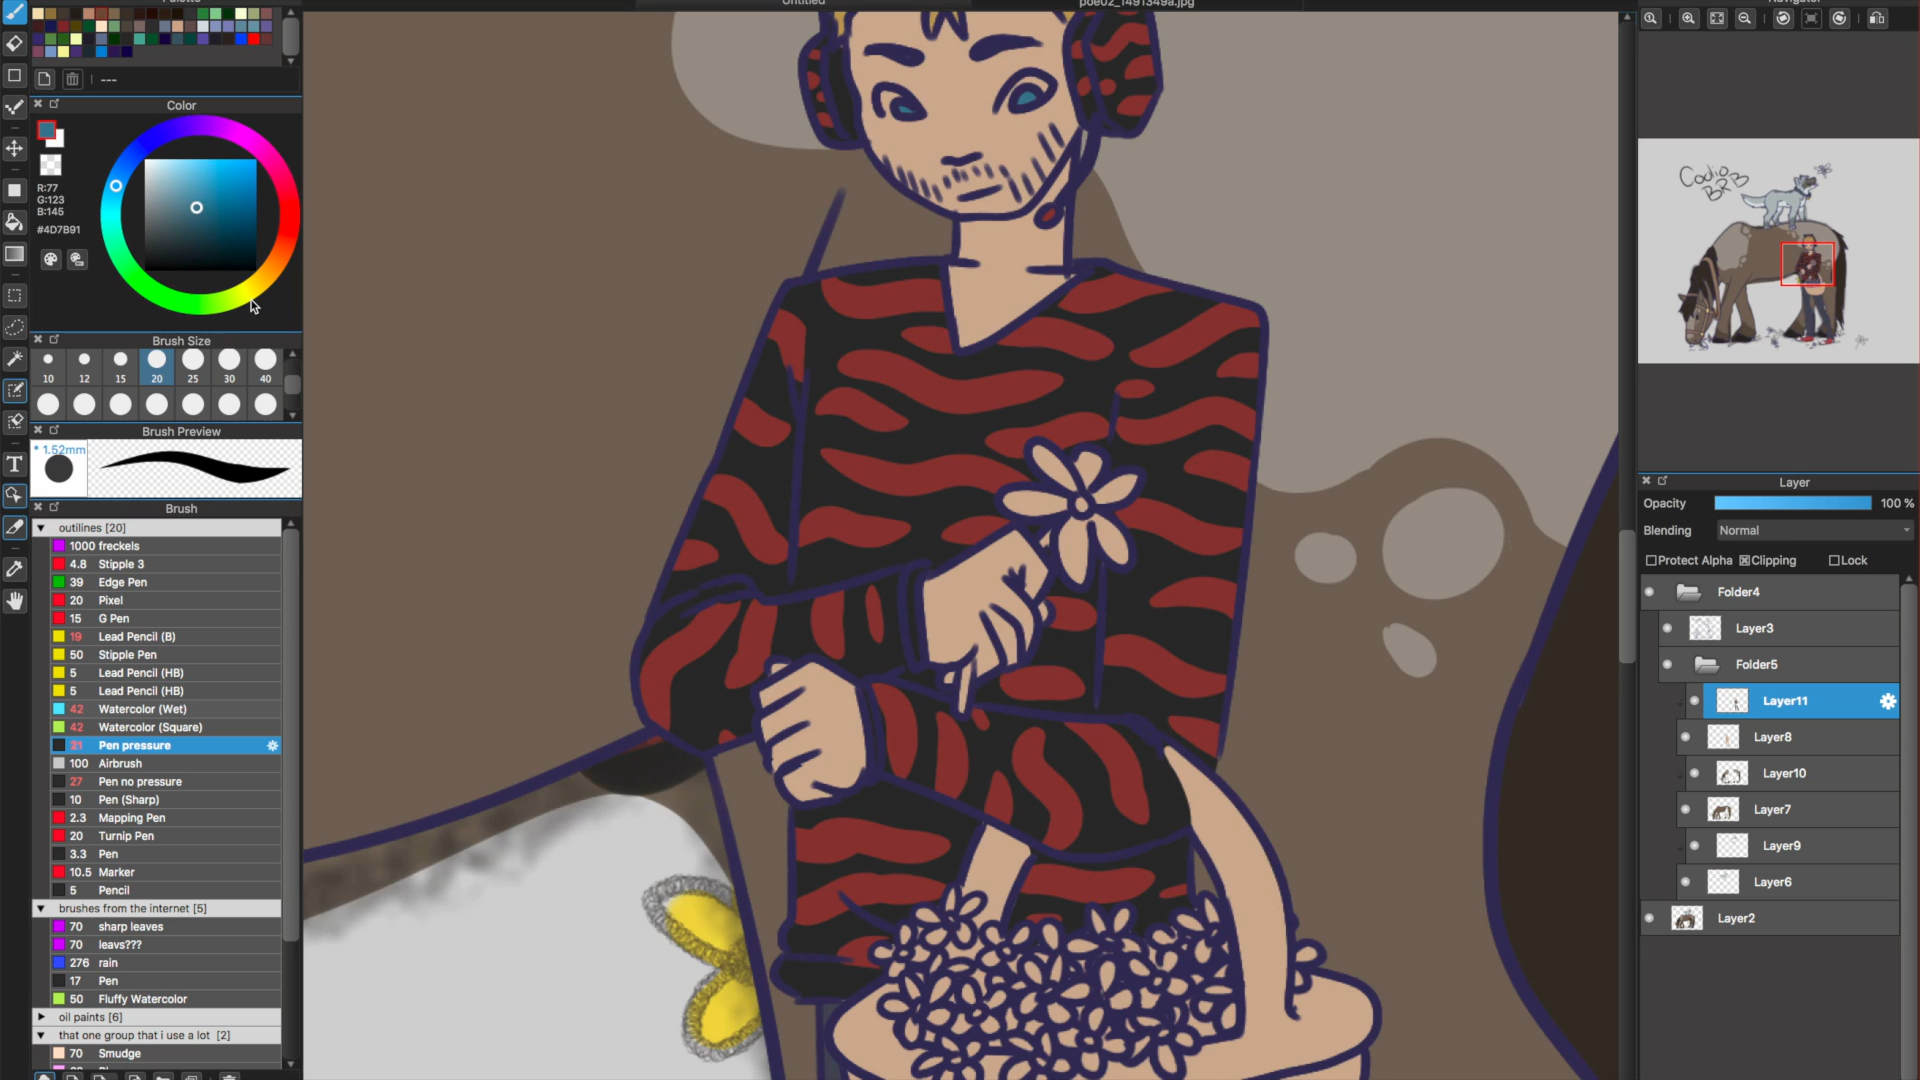 Palette
Untitled
poe02_1491349a.jpg
Navigator
---
Color
R:77
G:123
B:145
#4D7B91
Brush Size
10 12 15 20 25 30 40
Brush Preview
* 1.52mm
Brush
outilines [20]
1000 freckels
4.8 Stipple 3
39 Edge Pen
20 Pixel
15 G Pen
19 Lead Pencil (B)
50 Stipple Pen
5 Lead Pencil (HB)
5 Lead Pencil (HB)
42 Watercolor (Wet)
42 Watercolor (Square)
21 Pen pressure
100 Airbrush
27 Pen no pressure
10 Pen (Sharp)
2.3 Mapping Pen
20 Turnip Pen
3.3 Pen
10.5 Marker
5 Pencil
brushes from the internet [5]
70 sharp leaves
70 leavs???
276 rain
17 Pen
50 Fluffy Watercolor
oil paints [6]
that one group that i use a lot [2]
70 Smudge
T
BRB
Layer
Opacity 100 %
Blending Normal
Protect Alpha Clipping Lock
Folder4
Layer3
Folder5
Layer11
Layer8
Layer10
Layer7
Layer9
Layer6
Layer2